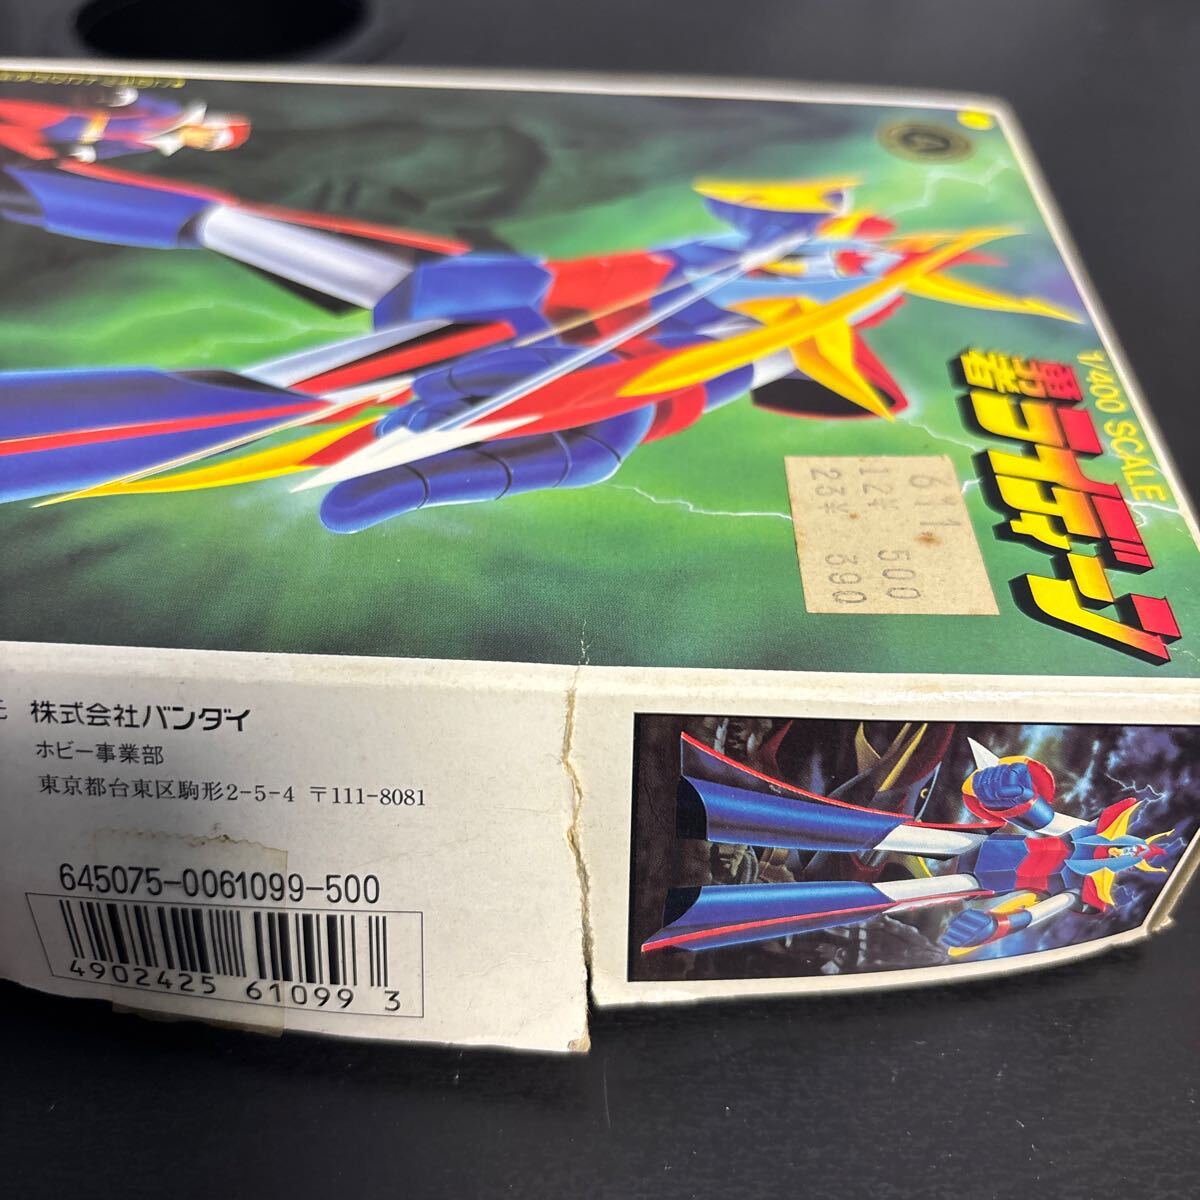 1/400 SCALE
勇者
ライディーン
611
12* 500
23* 390
元 株式会社バンダイ
ホビー事業部
東京都台東区駒形2-5-4 〒111-8081
645075-0061099-500
4902425 610993